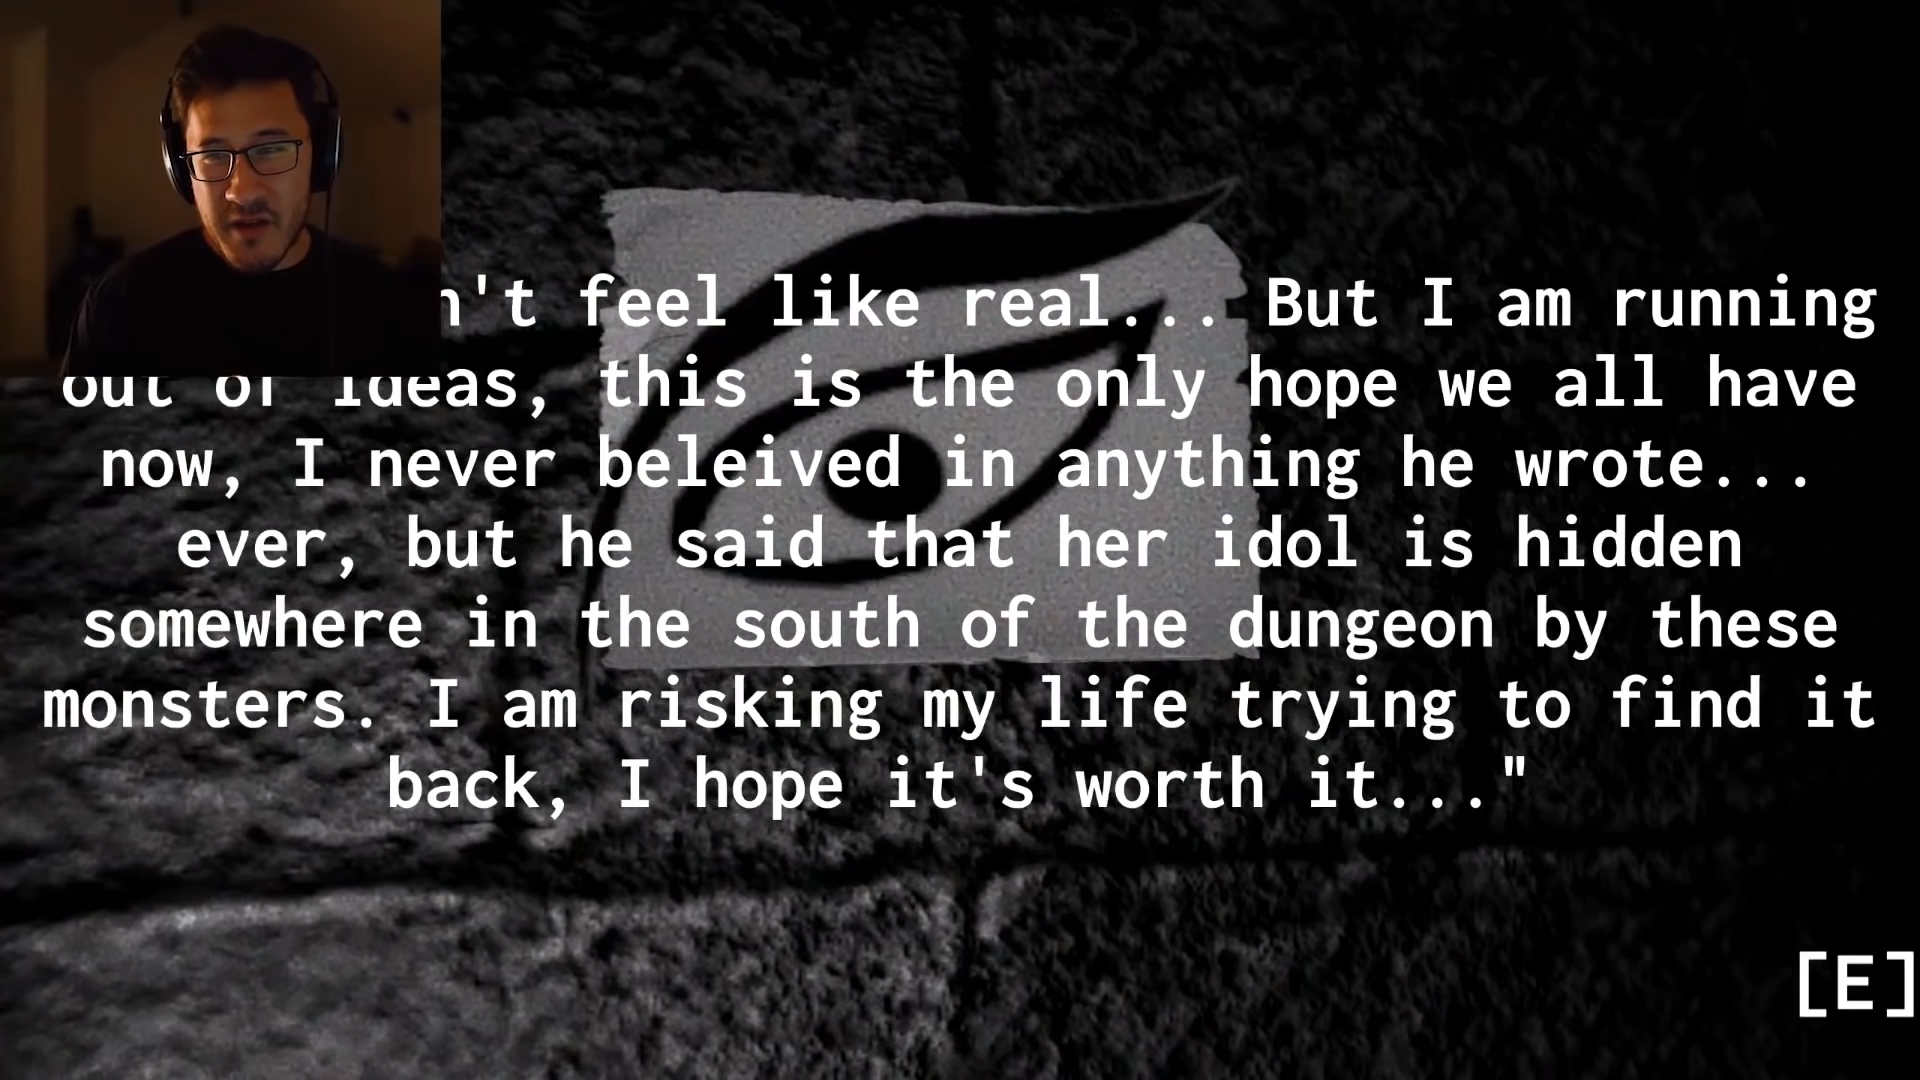 n't feel like real... But I am running
out of ideas, this is the only hope we all have
now, I never beleived in anything he wrote...
ever, but he said that her idol is hidden
somewhere in the south of the dungeon by these
monsters. I am risking my life trying to find it
back, I hope it's worth it..."
[E]